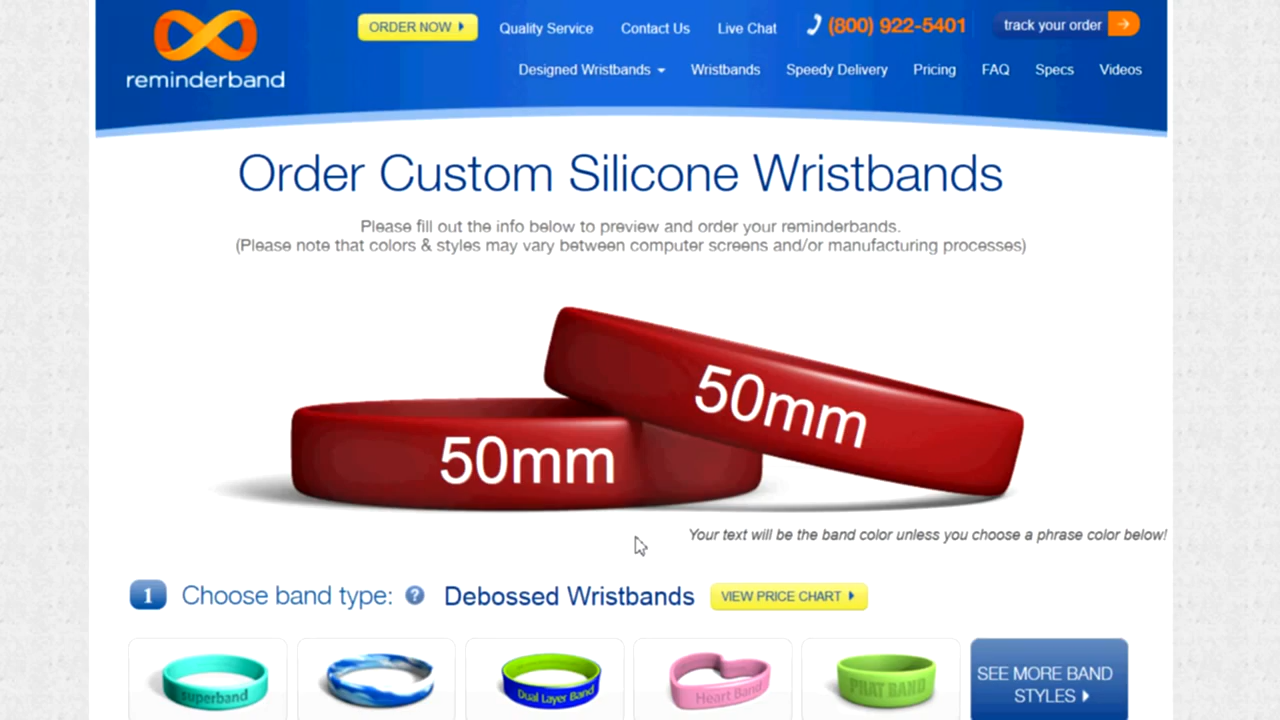 reminderband
ORDER NOW
Quality Service
Contact Us
Live Chat
(800) 922-5401
track your order
Designed Wristbands
Wristbands
Speedy Delivery
Pricing
FAQ
Specs
Videos
Order Custom Silicone Wristbands
Please fill out the info below to preview and order your reminderbands.
(Please note that colors & styles may vary between computer screens and/or manufacturing processes)
50mm
50mm
Your text will be the band color unless you choose a phrase color below!
1 Choose band type: ? Debossed Wristbands
VIEW PRICE CHART
superband
Dual Layer Band
Heart Band
PHAT BAND
SEE MORE BAND
STYLES